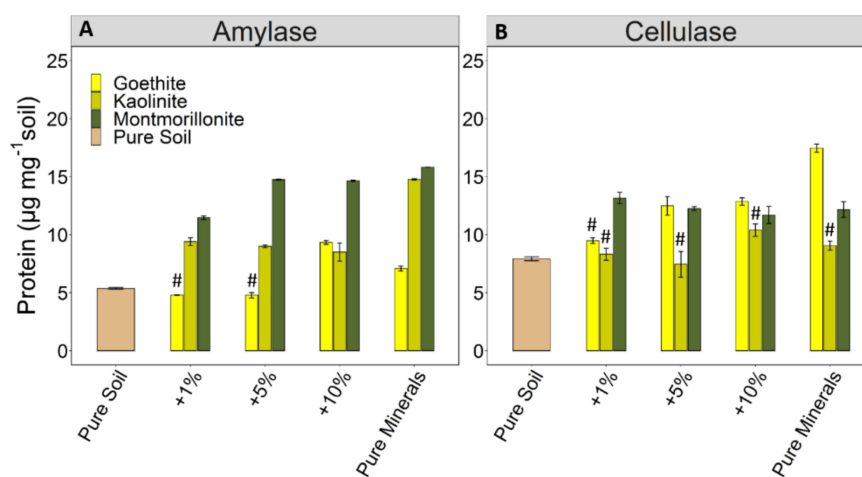 A Amylase
B Cellulase
Protein (µg mg⁻¹soil)
25
20
15
10
5
0
Goethite
Kaolinite
Montmorillonite
Pure Soil
#
#
Pure Soil
+1%
+5%
+10%
Pure Minerals
25
20
15
10
5
0
#
#
#
#
#
Pure Soil
+1%
+5%
+10%
Pure Minerals